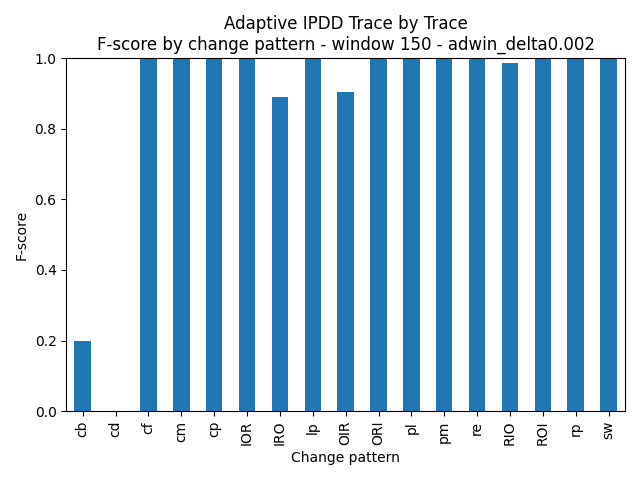 Adaptive IPDD Trace by Trace
F-score by change pattern - window 150 - adwin_delta0.002
1.0
0.8
0.6
0.4
0.2
0.0
F-score
cb
cd
cf
cm
cp
IOR
IRO
lp
OIR
ORI
pl
pm
re
RIO
ROI
rp
sw
Change pattern